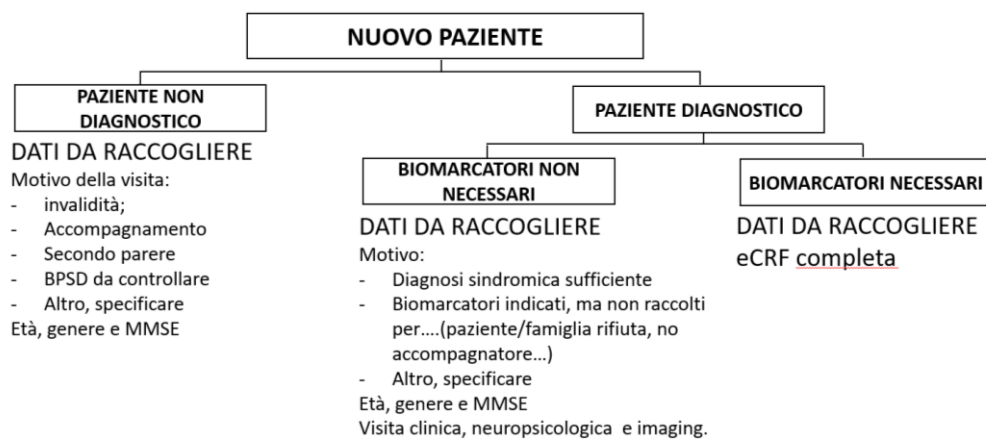 NUOVO PAZIENTE
PAZIENTE NON
DIAGNOSTICO
DATI DA RACCOGLIERE
Motivo della visita:
- invalidità;
- Accompagnamento
- Secondo parere
- BPSD da controllare
- Altro, specificare
Età, genere e MMSE
PAZIENTE DIAGNOSTICO
BIOMARCATORI NON
NECESSARI
DATI DA RACCOGLIERE
Motivo:
- Diagnosi sindromica sufficiente
- Biomarcatori indicati, ma non raccolti
per....(paziente/famiglia rifiuta, no
accompagnatore...)
- Altro, specificare
Età, genere e MMSE
Visita clinica, neuropsicologica e imaging.
BIOMARCATORI NECESSARI
DATI DA RACCOGLIERE
eCRF completa